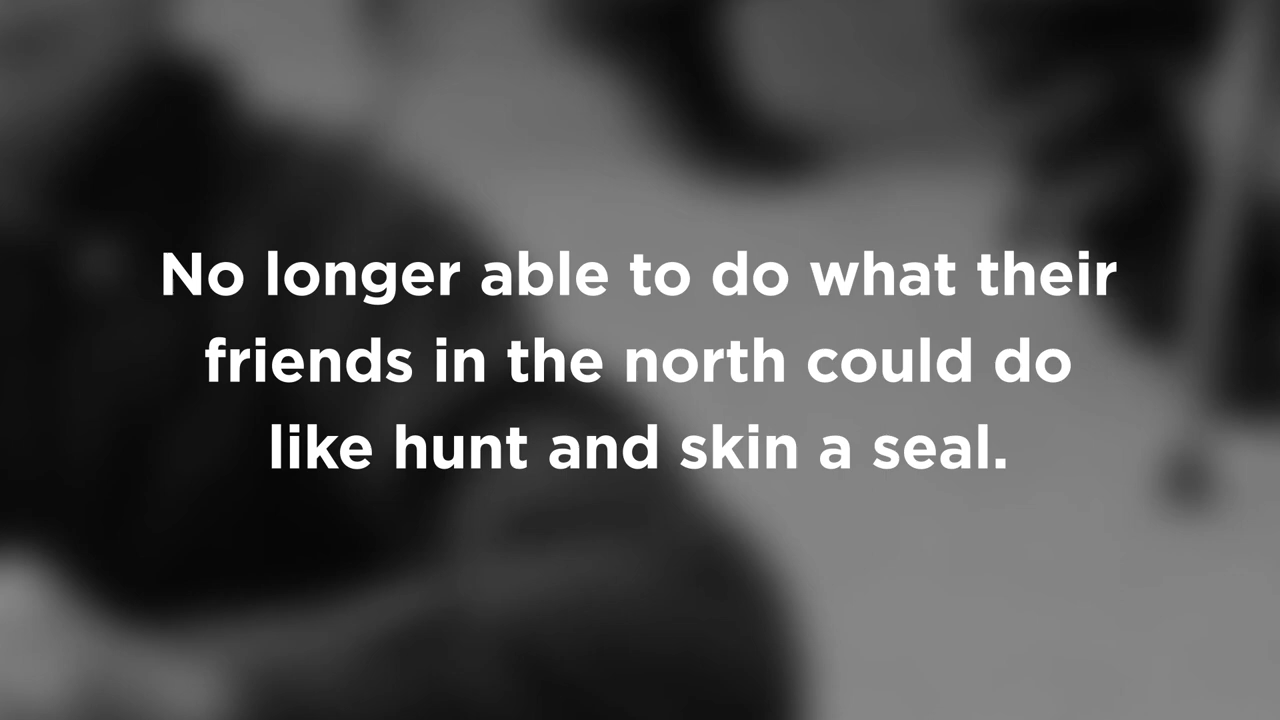 No longer able to do what their
friends in the north could do
like hunt and skin a seal.